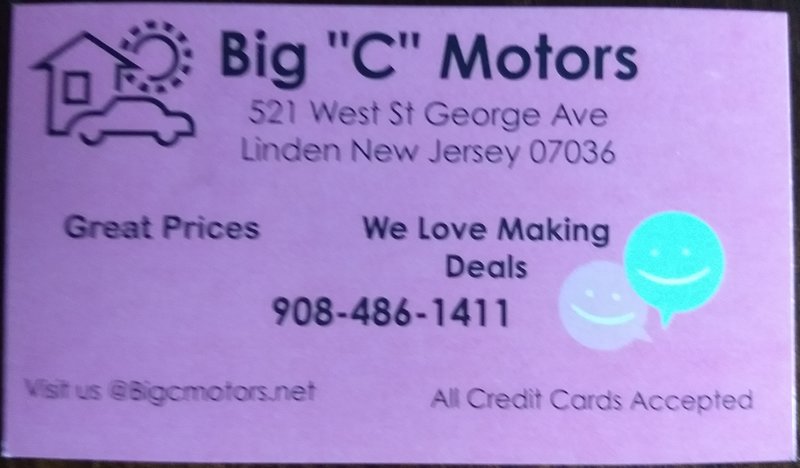 Big "C" Motors
521 West St George Ave
Linden New Jersey 07036
Great Prices
We Love Making
Deals
908-486-1411
Visit us @Bigcmotors.net
All Credit Cards Accepted